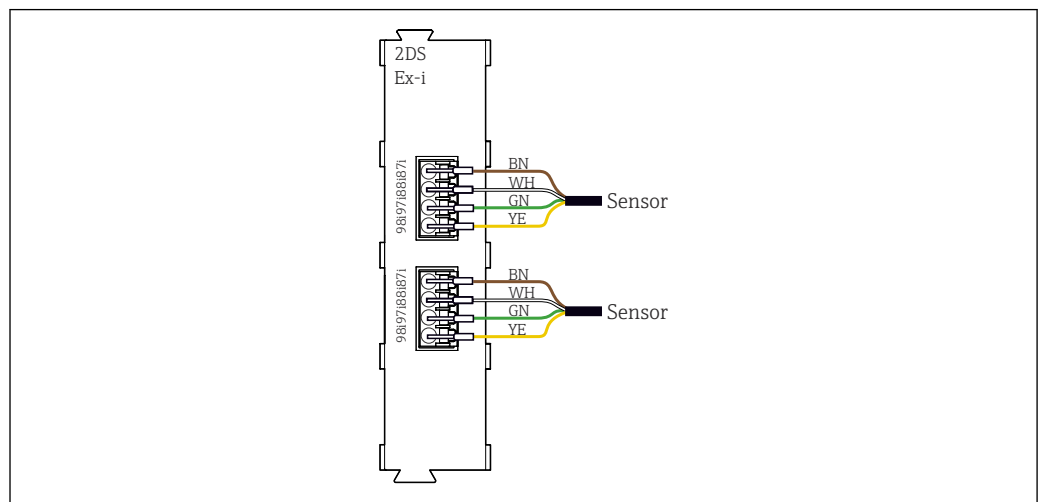 2DS
Ex-i
98i97i88i87i
BN
WH
GN
YE
Sensor
98i97i88i87i
BN
WH
GN
YE
Sensor